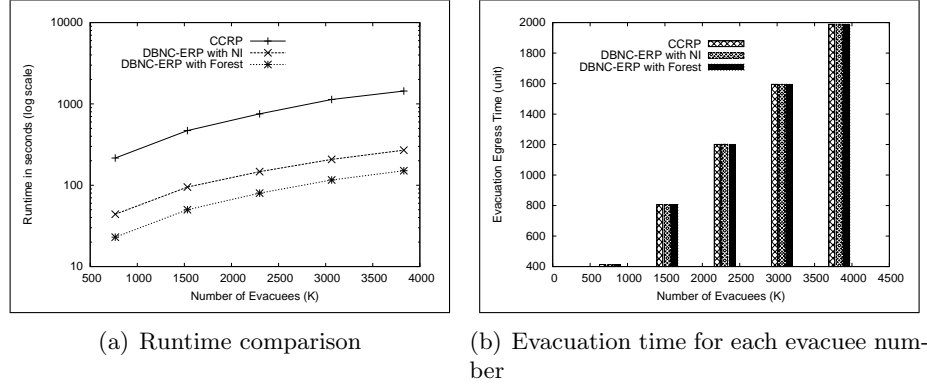 10000
1000
100
10
500 1000 1500 2000 2500 3000 3500 4000
Runtime in seconds (log scale)
Number of Evacuees (K)
CCRP
DBNC-ERP with NI
DBNC-ERP with Forest
(a) Runtime comparison
2000
1800
1600
1400
1200
1000
800
600
400
0 500 1000 1500 2000 2500 3000 3500 4000 4500
Evacuation Egress Time (unit)
Number of Evacuees (K)
CCRP
DBNC-ERP with NI
DBNC-ERP with Forest
(b) Evacuation time for each evacuee num-
ber